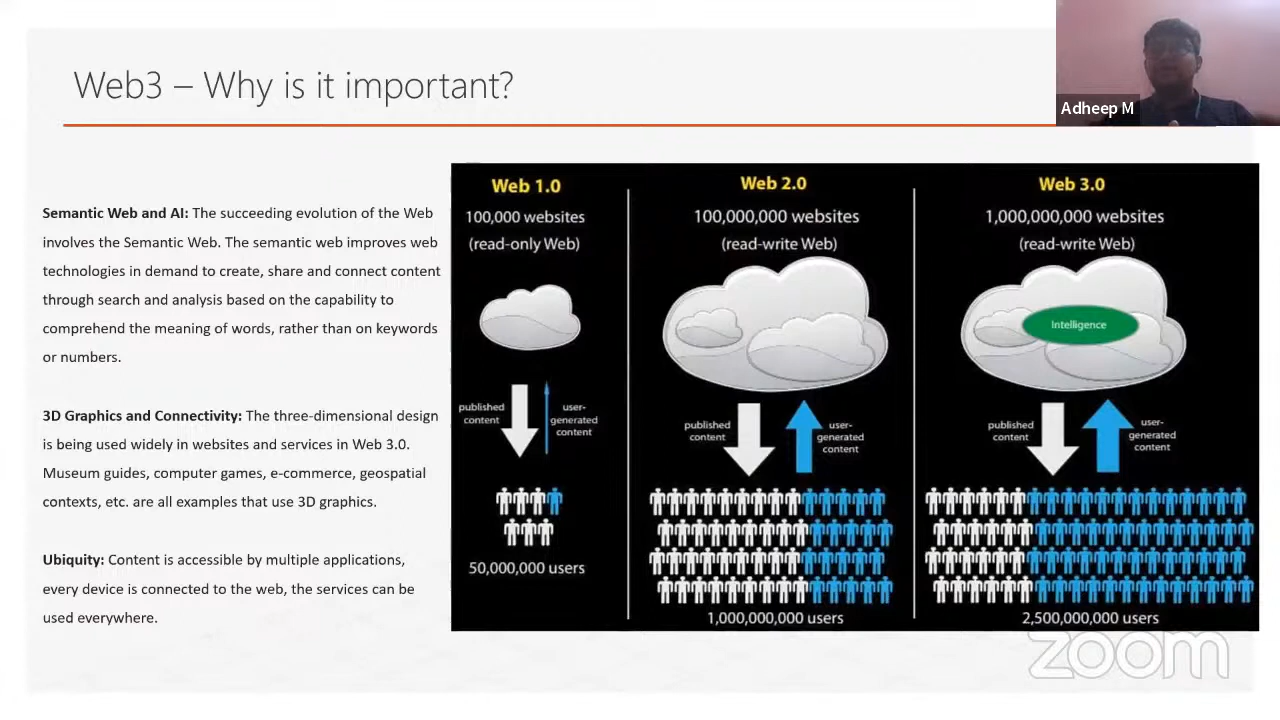 Web3 – Why is it important?
Adheep M
Semantic Web and AI: The succeeding evolution of the Web
involves the Semantic Web. The semantic web improves web
technologies in demand to create, share and connect content
through search and analysis based on the capability to
comprehend the meaning of words, rather than on keywords
or numbers.
3D Graphics and Connectivity: The three-dimensional design
is being used widely in websites and services in Web 3.0.
Museum guides, computer games, e-commerce, geospatial
contexts, etc. are all examples that use 3D graphics.
Ubiquity: Content is accessible by multiple applications,
every device is connected to the web, the services can be
used everywhere.
Web 1.0
100,000 websites
(read-only Web)
published
content
user-
generated
content
50,000,000 users
Web 2.0
100,000,000 websites
(read-write Web)
published
content
user-
generated
content
1,000,000,000 users
Web 3.0
1,000,000,000 websites
(read-write Web)
Intelligence
published
content
user-
generated
content
2,500,000,000 users
zoom